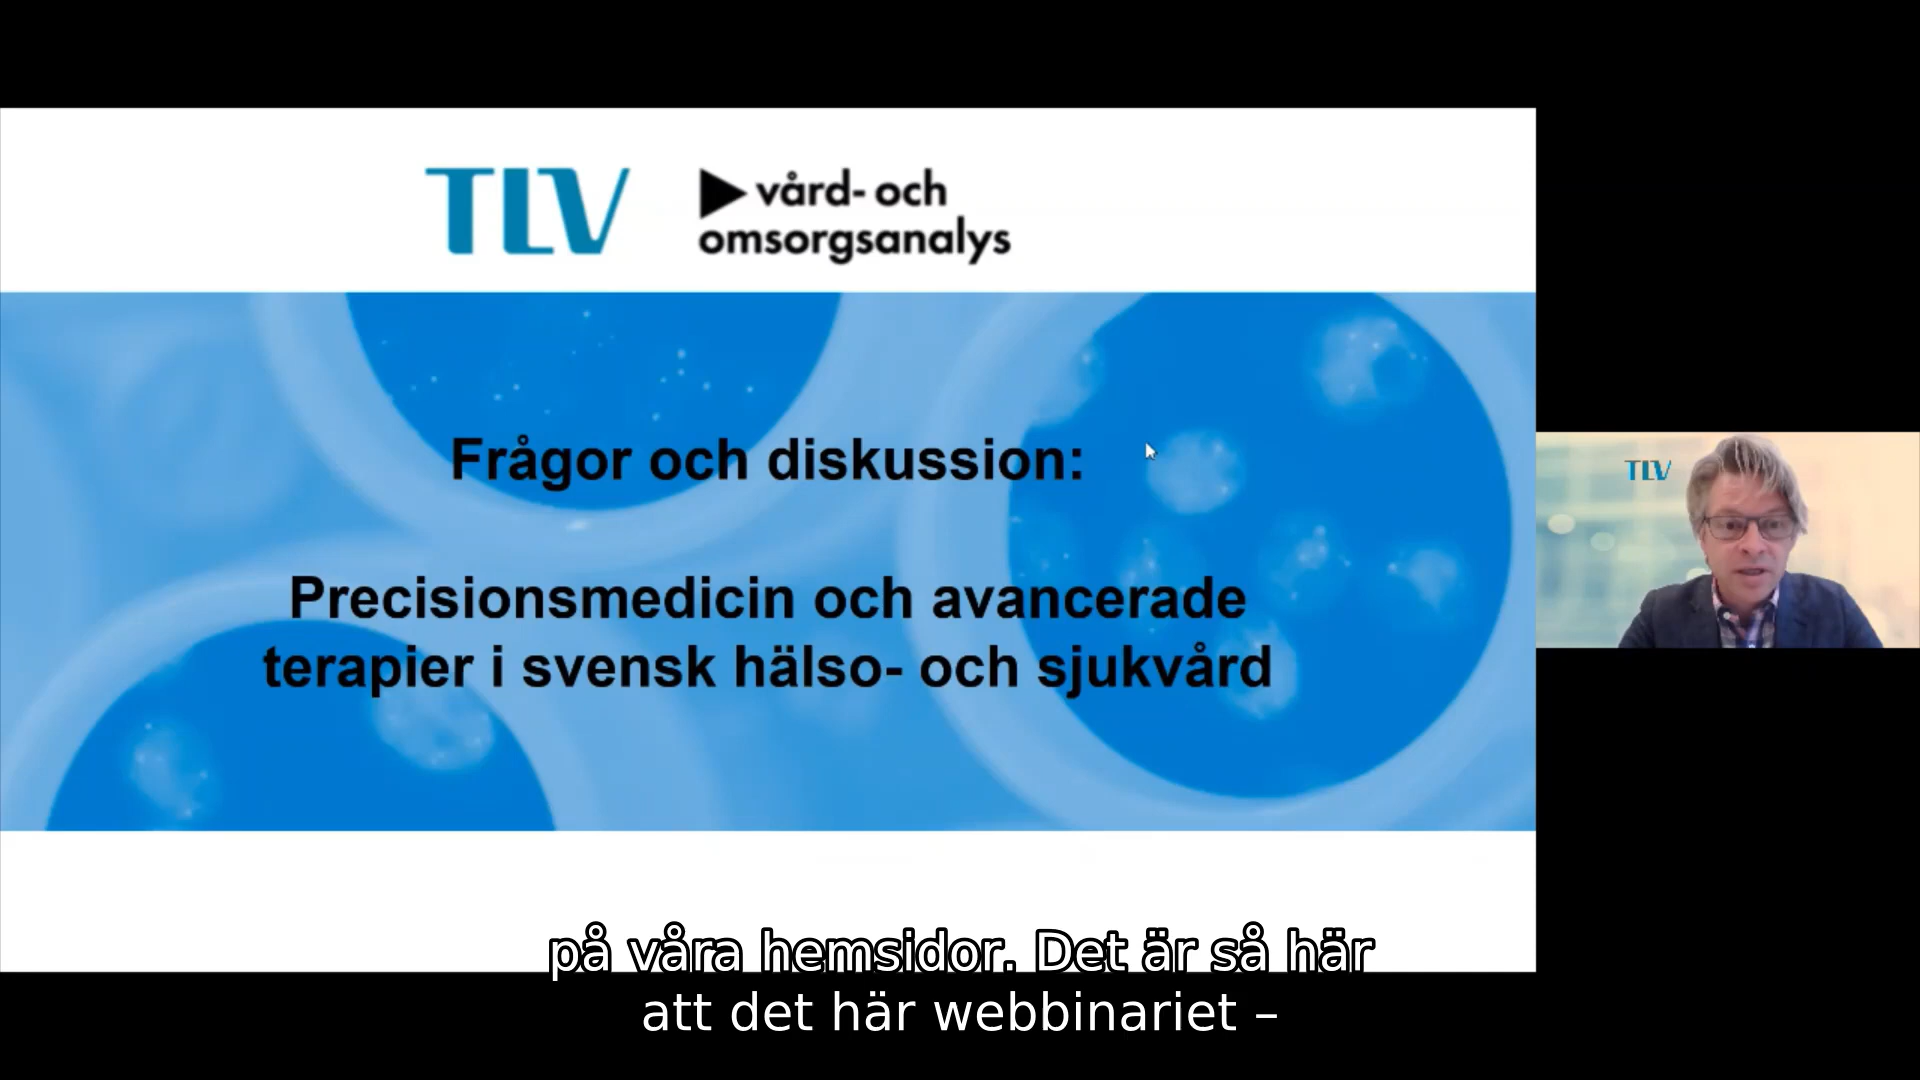 TLV
vård- och
omsorgsanalys
Frågor och diskussion:
Precisionsmedicin och avancerade
terapier i svensk hälso- och sjukvård
TLV
på våra hemsidor. Det är så här
att det här webbinariet –